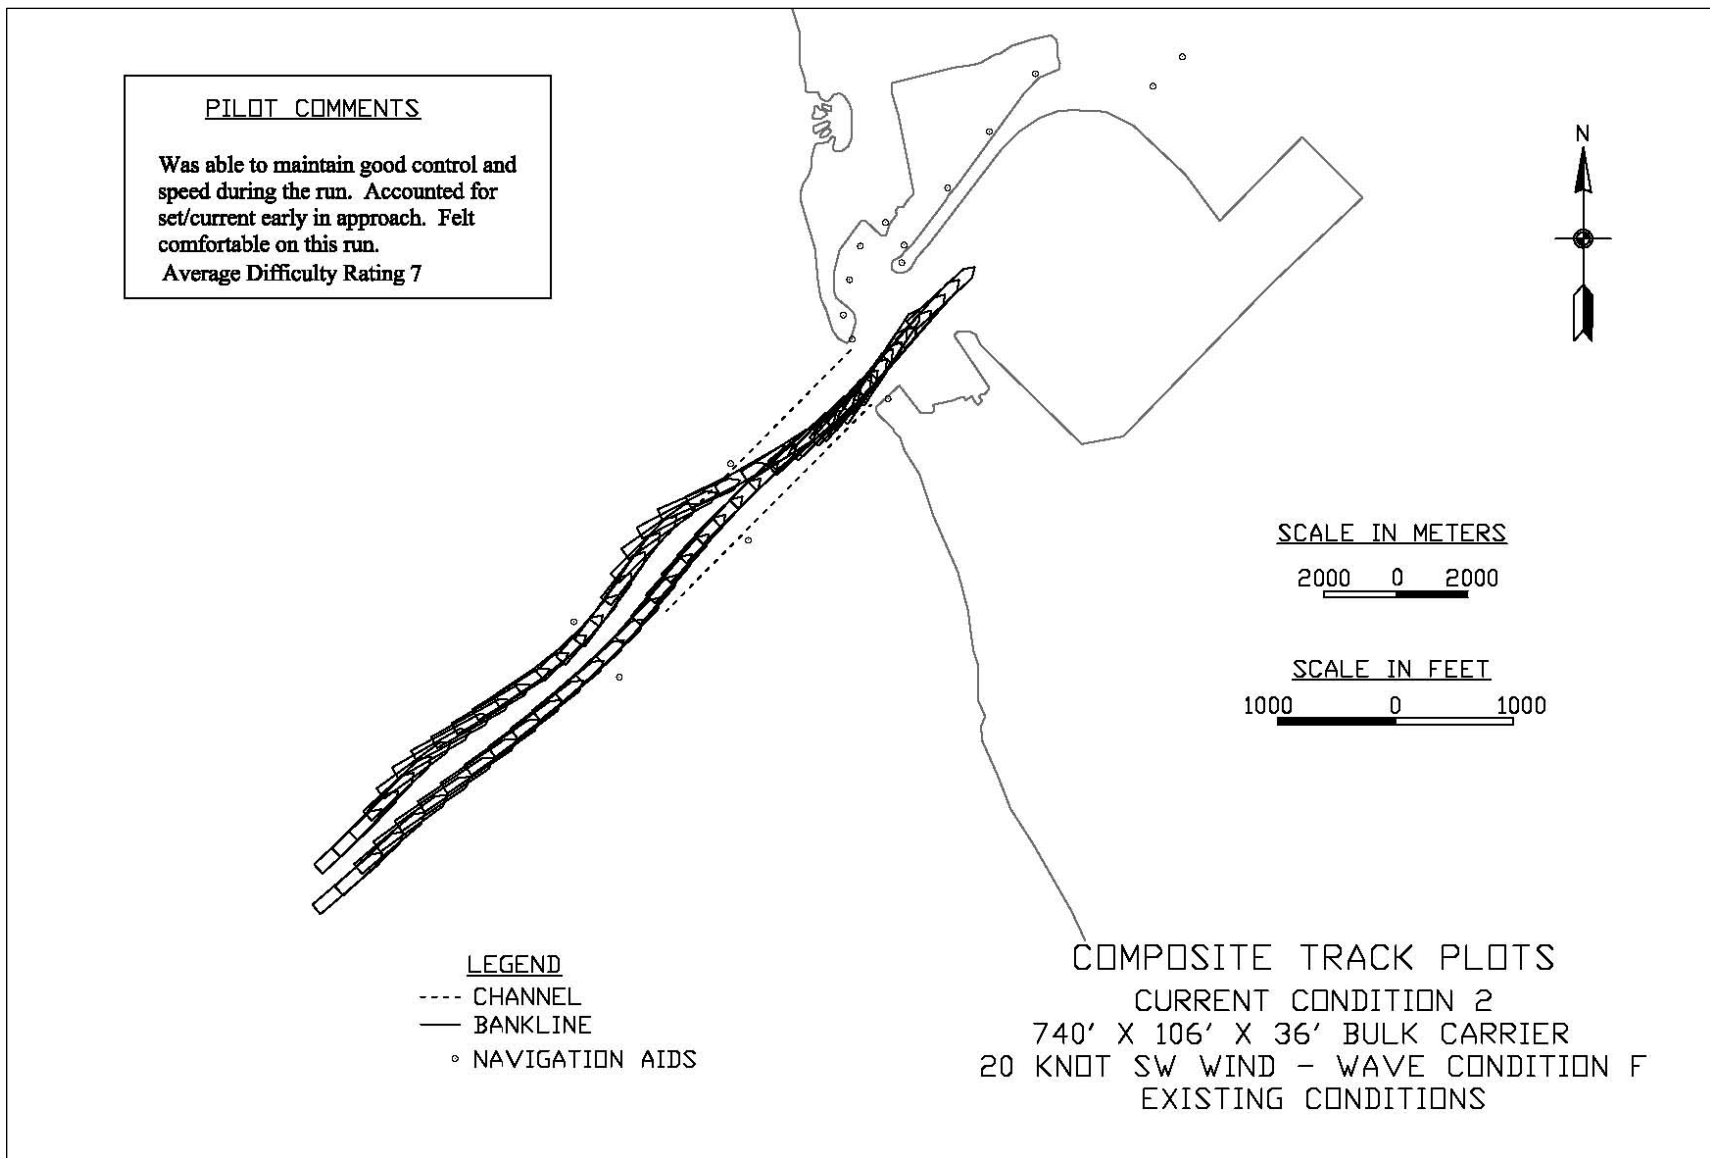 PILOT COMMENTS
Was able to maintain good control and
speed during the run. Accounted for
set/current early in approach. Felt
comfortable on this run.
Average Difficulty Rating 7
N
SCALE IN METERS
2000 0 2000
SCALE IN FEET
1000 0 1000
LEGEND
---- CHANNEL
— BANKLINE
NAVIGATION AIDS
COMPOSITE TRACK PLOTS
CURRENT CONDITION 2
740' X 106' X 36' BULK CARRIER
20 KNOT SW WIND - WAVE CONDITION F
EXISTING CONDITIONS